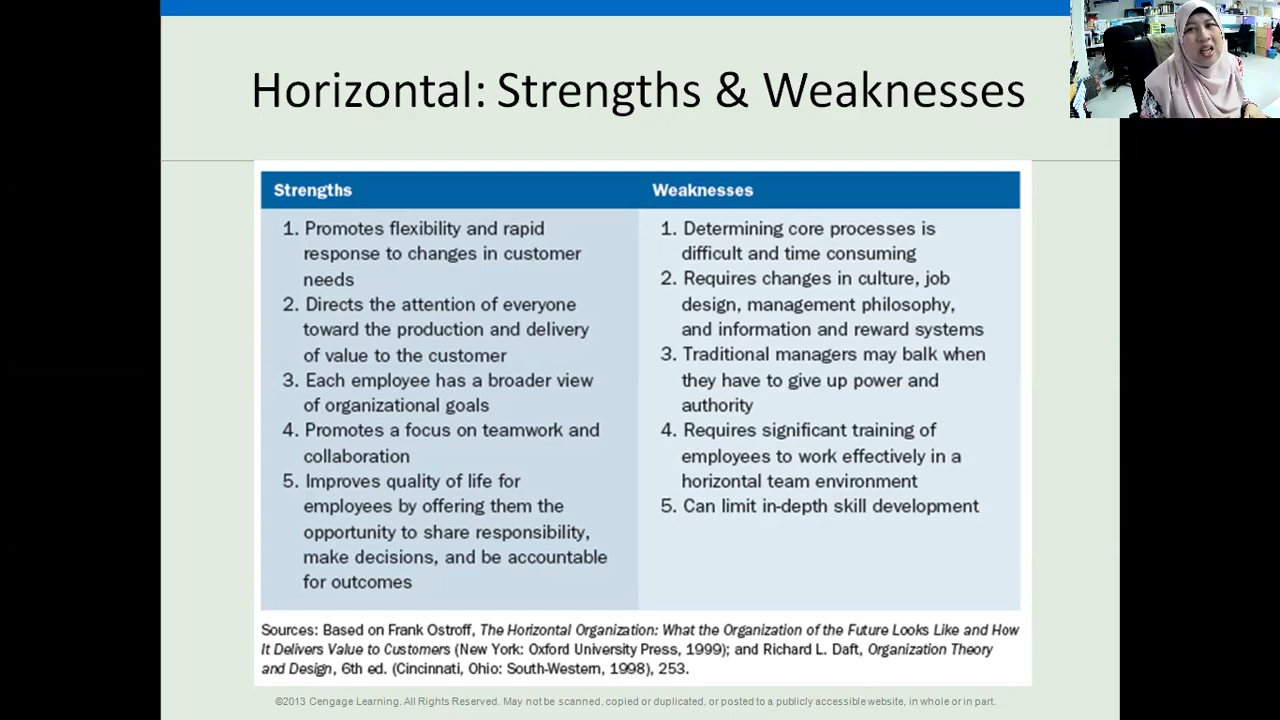 Horizontal: Strengths & Weaknesses
Strengths
1. Promotes flexibility and rapid
response to changes in customer
needs
2. Directs the attention of everyone
toward the production and delivery
of value to the customer
3. Each employee has a broader view
of organizational goals
4. Promotes a focus on teamwork and
collaboration
5. Improves quality of life for
employees by offering them the
opportunity to share responsibility,
make decisions, and be accountable
for outcomes
Weaknesses
1. Determining core processes is
difficult and time consuming
2. Requires changes in culture, job
design, management philosophy,
and information and reward systems
3. Traditional managers may balk when
they have to give up power and
authority
4. Requires significant training of
employees to work effectively in a
horizontal team environment
5. Can limit in-depth skill development
Sources: Based on Frank Ostroff, The Horizontal Organization: What the Organization of the Future Looks Like and How
It Delivers Value to Customers (New York: Oxford University Press, 1999); and Richard L. Daft, Organization Theory
and Design, 6th ed. (Cincinnati, Ohio: South-Western, 1998), 253.
©2013 Cengage Learning. All Rights Reserved. May not be scanned, copied or duplicated, or posted to a publicly accessible website, in whole or in part.